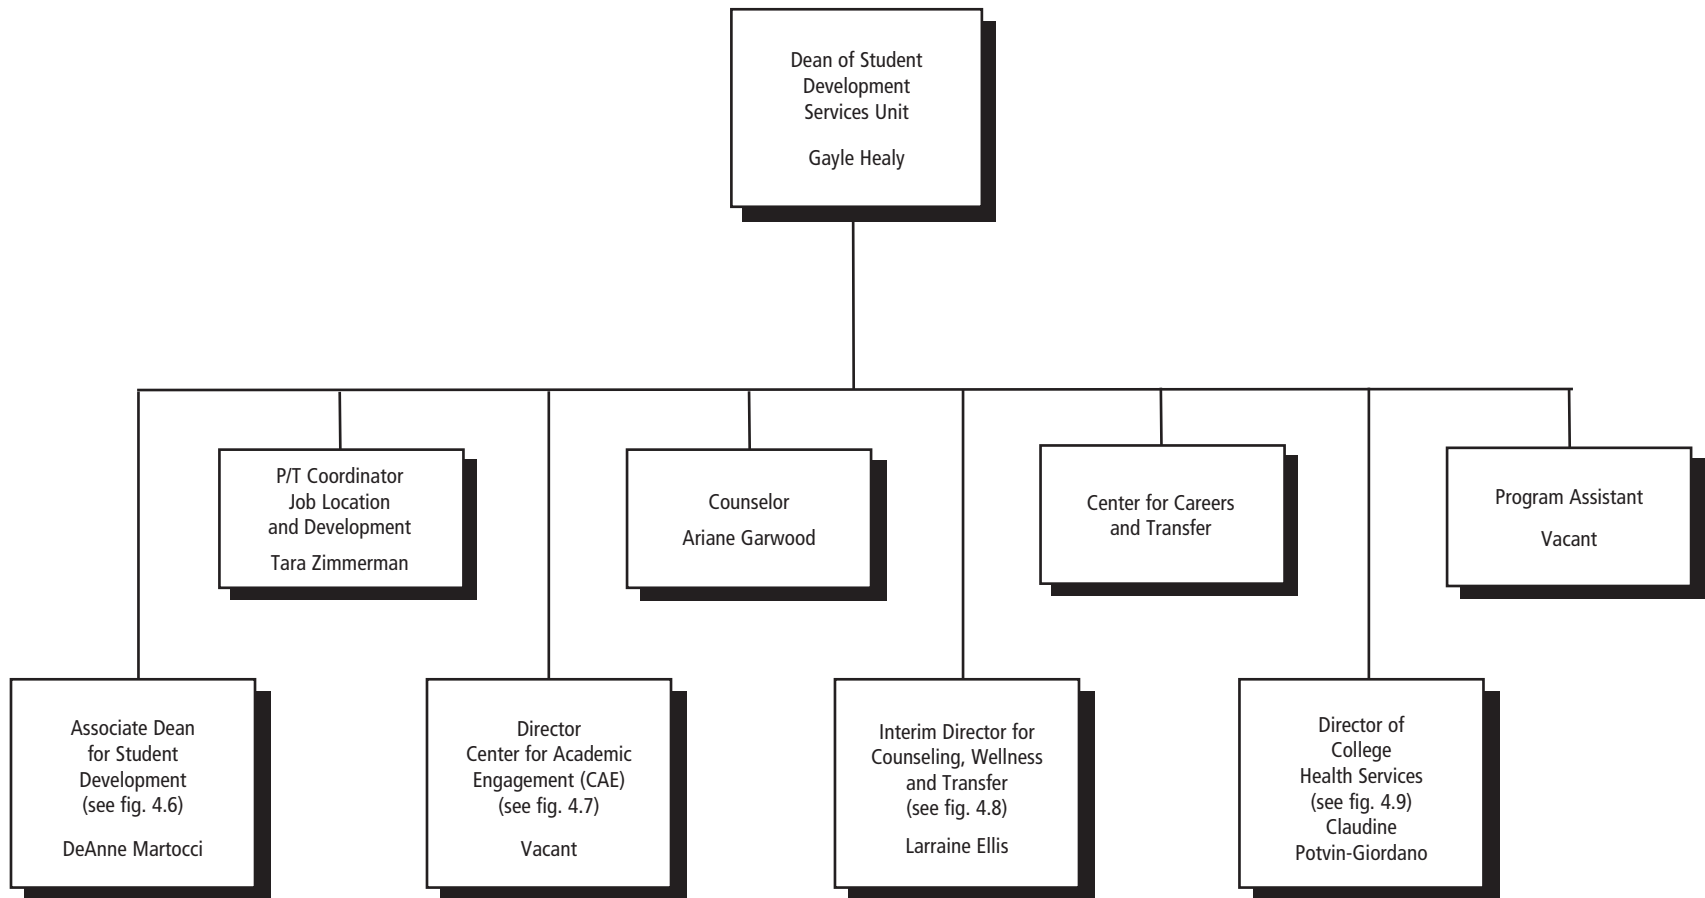 Dean of Student
Development
Services Unit
Gayle Healy
P/T Coordinator
Job Location
and Development
Tara Zimmerman
Counselor
Ariane Garwood
Center for Careers
and Transfer
Program Assistant
Vacant
Associate Dean
for Student
Development
(see fig. 4.6)
DeAnne Martocci
Director
Center for Academic
Engagement (CAE)
(see fig. 4.7)
Vacant
Interim Director for
Counseling, Wellness
and Transfer
(see fig. 4.8)
Larraine Ellis
Director of
College
Health Services
(see fig. 4.9)
Claudine
Potvin-Giordano